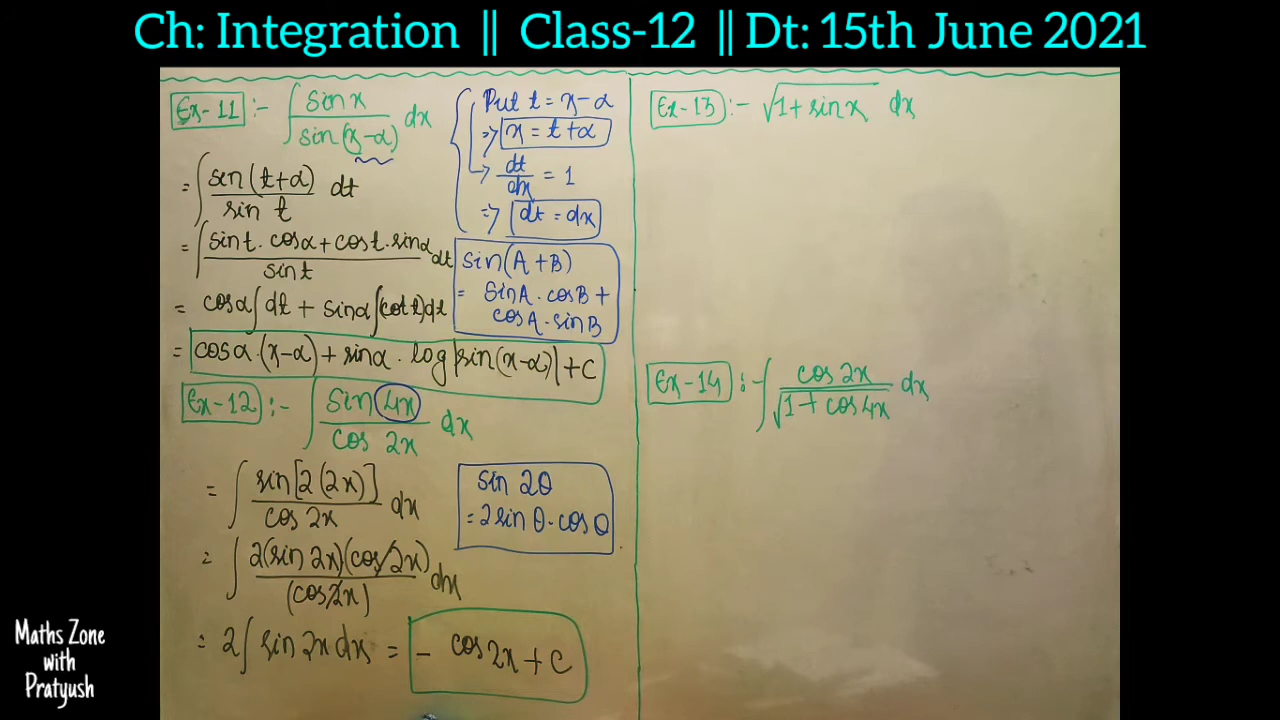 Ch: Integration || Class-12 || Dt: 15th June 2021
Ex-11 :- ∫ sin x / sin (x-α) dx
= ∫ sin (t+α) / sin t dt
= ∫ sin t . cos α + cos t . sin α / sin t dt
= cos α ∫ dt + sin α ∫ (cot t) dt
= cos α . (x-α) + sin α . log |sin (x-α)| + C
Put t = x-α
=> x = t+α
-> dt/dx = 1
=> dt = dx
sin (A+B)
= sin A . cos B +
cos A . sin B
Ex-12 :- ∫ sin 4x / cos 2x dx
= ∫ sin [2 (2x)] / cos 2x dx
= ∫ 2 (sin 2x) (cos 2x) / (cos 2x) dx
= 2 ∫ sin 2x dx = - cos 2x + C
sin 2θ
= 2 sin θ . cos θ
Ex-13 :- √1 + sin x dx
Ex-14 :- ∫ cos 2x / √1 + cos 4x dx
Maths Zone
with
Pratyush